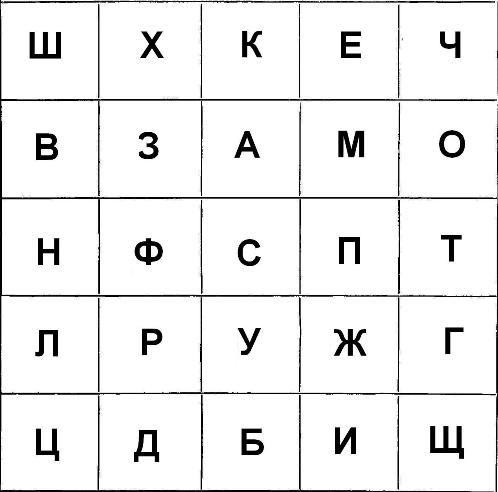 Ш Х К Е Ч
В З А М О
Н Ф С П Т
Л Р У Ж Г
Ц Д Б И Щ